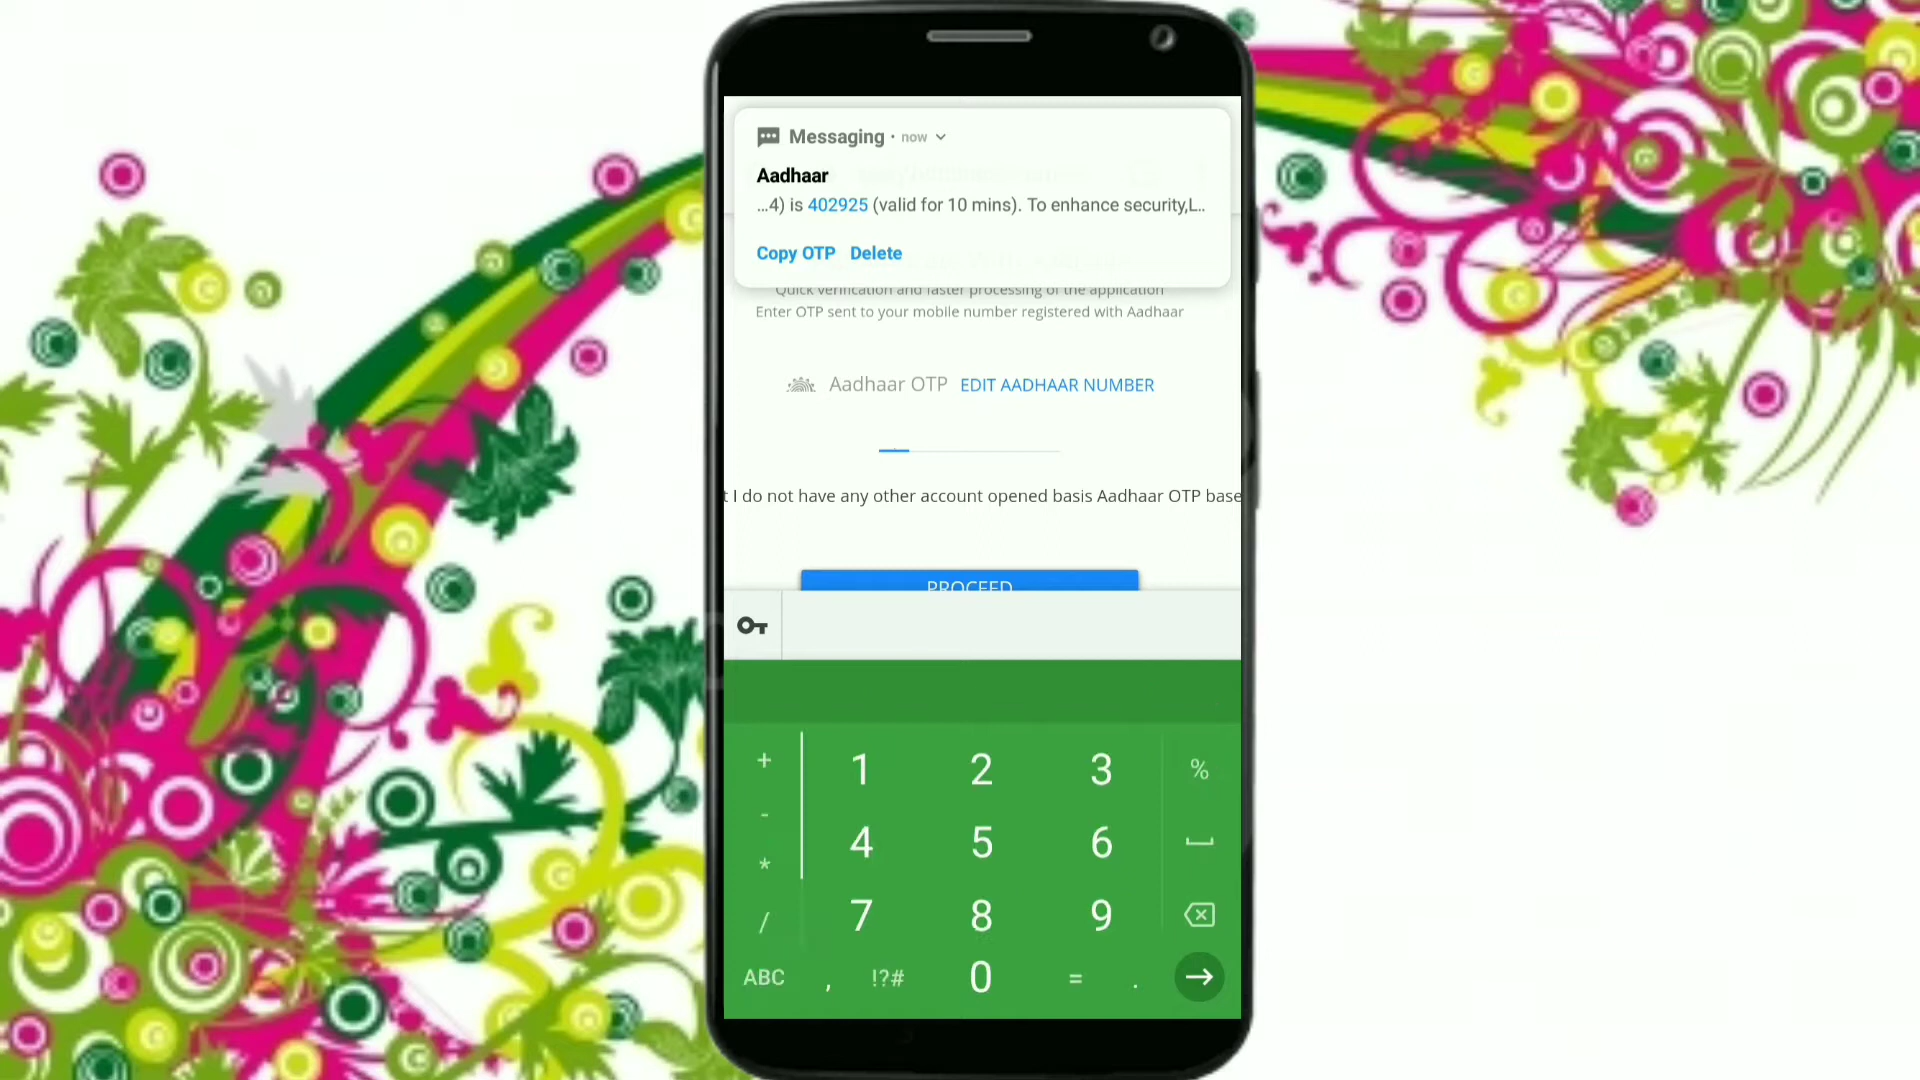 Messaging • now
Aadhaar
...4) is 402925 (valid for 10 mins). To enhance security,L..
Copy OTP Delete
Quick verification and faster processing of the application
Enter OTP sent to your mobile number registered with Aadhaar
Aadhaar OTP EDIT AADHAAR NUMBER
t I do not have any other account opened basis Aadhaar OTP base
PROCEED
+ 1 2 3 %
- 4 5 6
*
/ 7 8 9
ABC , !?# 0 = .